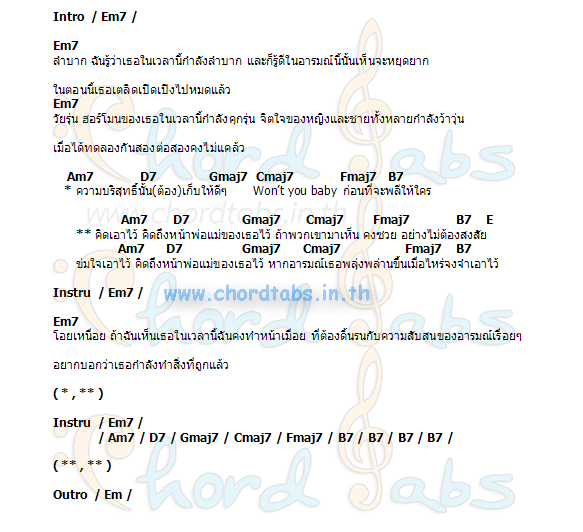 Intro / Em7 /
Em7
ลำบาก ฉันรู้ว่าเธอในเวลานี้กำลังลำบาก และก็รู้ดีในอารมณ์นี้นั้นเห็นจะหยุดยาก
ในตอนนี้เธอเตลิดเปิดเปิงไปหมดแล้ว
Em7
วัยรุ่น ฮอร์โมนของเธอในเวลานี้กำลังคุกรุ่น จิตใจของหญิงและชายทั้งหลายกำลังว้าวุ่น
เมื่อได้ทดลองกันสองต่อสองคงไม่แคล้ว
Am7 D7 Gmaj7 Cmaj7 Fmaj7 B7
* ความบริสุทธิ์นั้น(ต้อง)เก็บให้ดีๆ Won't you baby ก่อนที่จะพลีให้ใคร
Am7 D7 Gmaj7 Cmaj7 Fmaj7 B7 E
** คิดเอาไว้ คิดถึงหน้าพ่อแม่ของเธอไว้ ถ้าพวกเขามาเห็น คงซวย อย่างไม่ต้องสงสัย
Am7 D7 Gmaj7 Cmaj7 Fmaj7 B7
ข่มใจเอาไว้ คิดถึงหน้าพ่อแม่ของเธอไว้ หากอารมณ์เธอพลุ่งพล่านขึ้นเมื่อไหร่จงจำเอาไว้
Instru / Em7 /
www.chordtabs.in.th
Em7
โอยเหนื่อย ถ้าฉันเห็นเธอในเวลานี้ฉันคงทำหน้าเมื่อย ที่ต้องดิ้นรนกับความสับสนของอารมณ์เรื่อยๆ
อยากบอกว่าเธอกำลังทำสิ่งที่ถูกแล้ว
( * , ** )
Instru / Em7 /
/ Am7 / D7 / Gmaj7 / Cmaj7 / Fmaj7 / B7 / B7 / B7 / B7 /
( ** , ** )
Outro / Em /